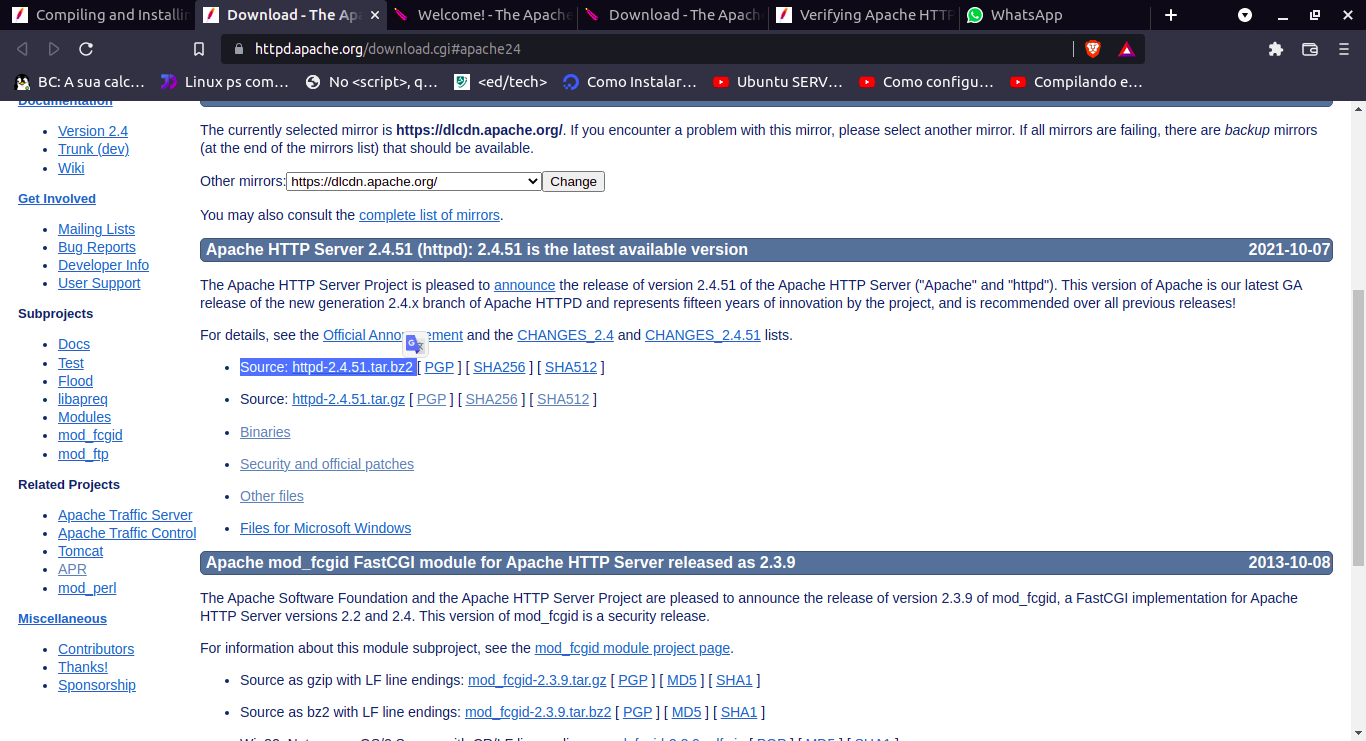 Compiling and Installin
Download - The Apa
Welcome! - The Apache
Download - The Apach
Verifying Apache HTTP
WhatsApp
httpd.apache.org/download.cgi#apache24
BC: A sua calc...
Linux ps com...
No <script>, q...
<ed/tech>
Como Instalar...
Ubuntu SERV...
Como configu...
Compilando e...
Documentation
Version 2.4
Trunk (dev)
Wiki
Get Involved
Mailing Lists
Bug Reports
Developer Info
User Support
Subprojects
Docs
Test
Flood
libapreq
Modules
mod_fcgid
mod_ftp
Related Projects
Apache Traffic Server
Apache Traffic Control
Tomcat
APR
mod_perl
Miscellaneous
Contributors
Thanks!
Sponsorship
The currently selected mirror is https://dlcdn.apache.org/. If you encounter a problem with this mirror, please select another mirror. If all mirrors are failing, there are backup mirrors
(at the end of the mirrors list) that should be available.
Other mirrors: https://dlcdn.apache.org/ Change
You may also consult the complete list of mirrors.
Apache HTTP Server 2.4.51 (httpd): 2.4.51 is the latest available version 2021-10-07
The Apache HTTP Server Project is pleased to announce the release of version 2.4.51 of the Apache HTTP Server ("Apache" and "httpd"). This version of Apache is our latest GA
release of the new generation 2.4.x branch of Apache HTTPD and represents fifteen years of innovation by the project, and is recommended over all previous releases!
For details, see the Official Announcement and the CHANGES_2.4 and CHANGES_2.4.51 lists.
Source: httpd-2.4.51.tar.bz2 [ PGP ] [ SHA256 ] [ SHA512 ]
Source: httpd-2.4.51.tar.gz [ PGP ] [ SHA256 ] [ SHA512 ]
Binaries
Security and official patches
Other files
Files for Microsoft Windows
Apache mod_fcgid FastCGI module for Apache HTTP Server released as 2.3.9 2013-10-08
The Apache Software Foundation and the Apache HTTP Server Project are pleased to announce the release of version 2.3.9 of mod_fcgid, a FastCGI implementation for Apache
HTTP Server versions 2.2 and 2.4. This version of mod_fcgid is a security release.
For information about this module subproject, see the mod_fcgid module project page.
Source as gzip with LF line endings: mod_fcgid-2.3.9.tar.gz [ PGP ] [ MD5 ] [ SHA1 ]
Source as bz2 with LF line endings: mod_fcgid-2.3.9.tar.bz2 [ PGP ] [ MD5 ] [ SHA1 ]